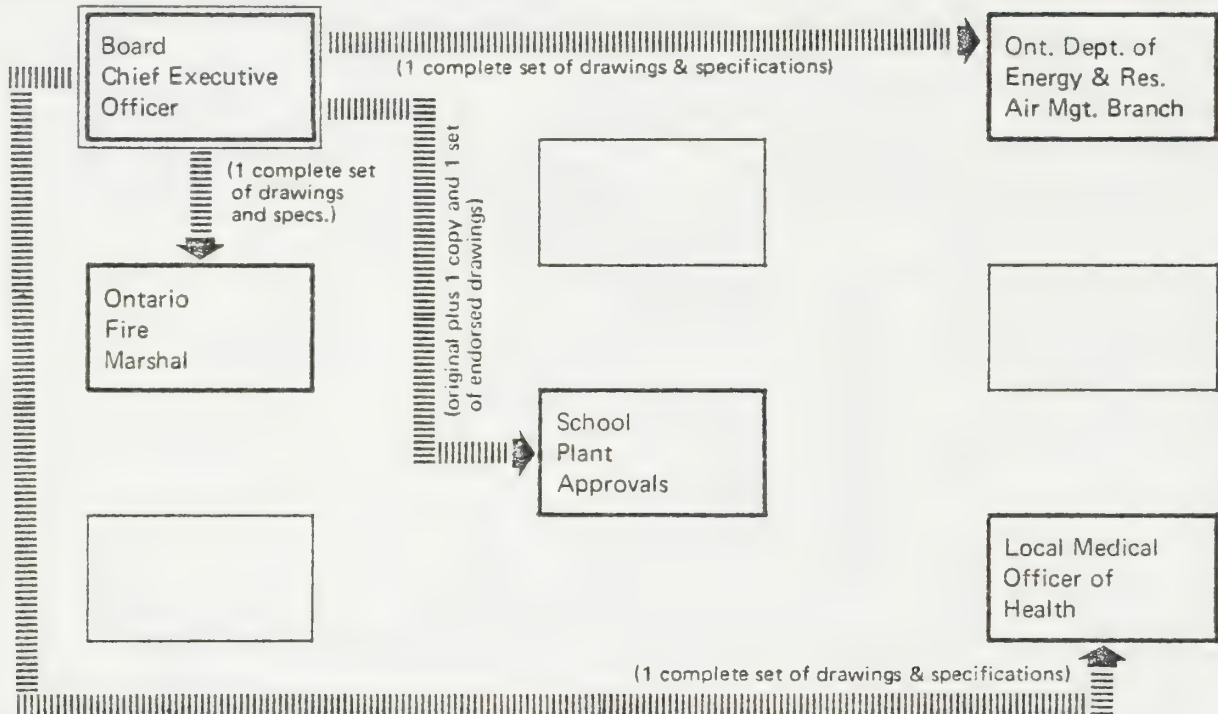 Board
Chief Executive
Officer
(1 complete set of drawings & specifications)
Ont. Dept. of
Energy & Res.
Air Mgt. Branch
(1 complete set
of drawings
and specs.)
(original plus 1 copy and 1 set
of endorsed drawings)
Ontario
Fire
Marshal
School
Plant
Approvals
Local Medical
Officer of
Health
(1 complete set of drawings & specifications)